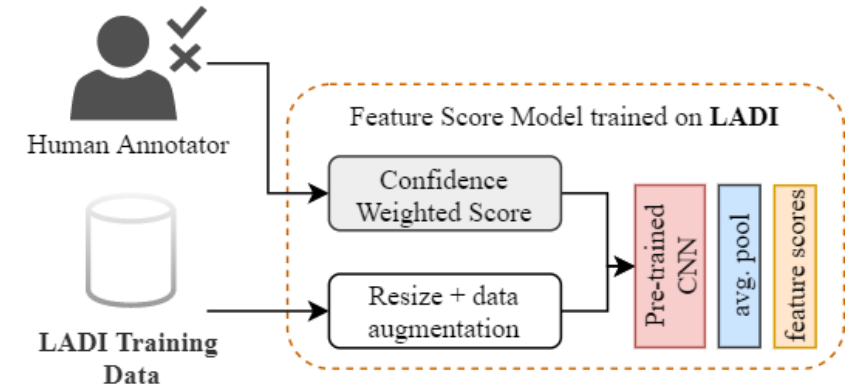 Human Annotator
LADI Training
Data
Feature Score Model trained on LADI
Confidence
Weighted Score
Resize + data
augmentation
Pre-trained
CNN
avg. pool
feature scores